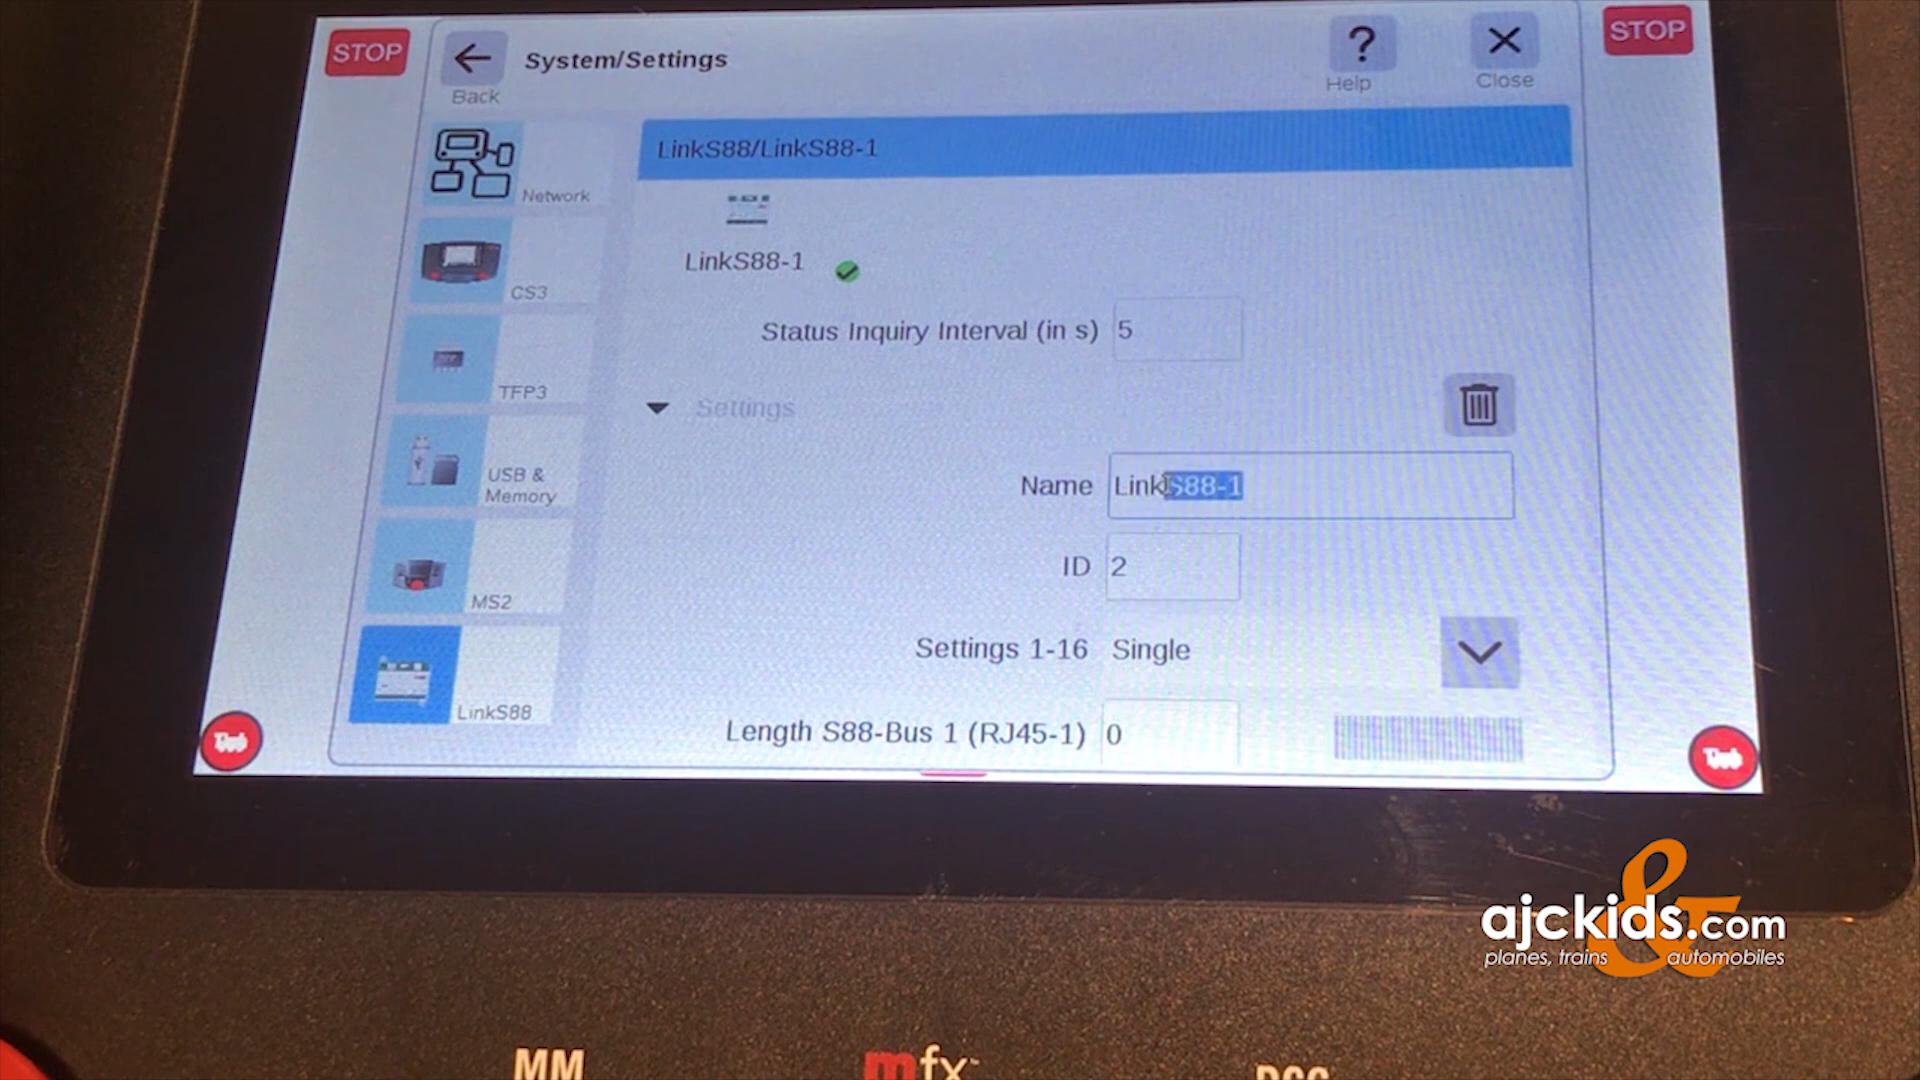 STOP
Back
System/Settings
Help
Close
STOP
Network
CS3
TFP3
USB &
Memory
MS2
LinkS88
LinkS88/LinkS88-1
LinkS88-1
Status Inquiry Interval (in s) 5
Settings
Name LinkS88-1
ID 2
Settings 1-16 Single
Length S88-Bus 1 (RJ45-1) 0
ajckids.com
planes, trains & automobiles
MM
mfx
DCC